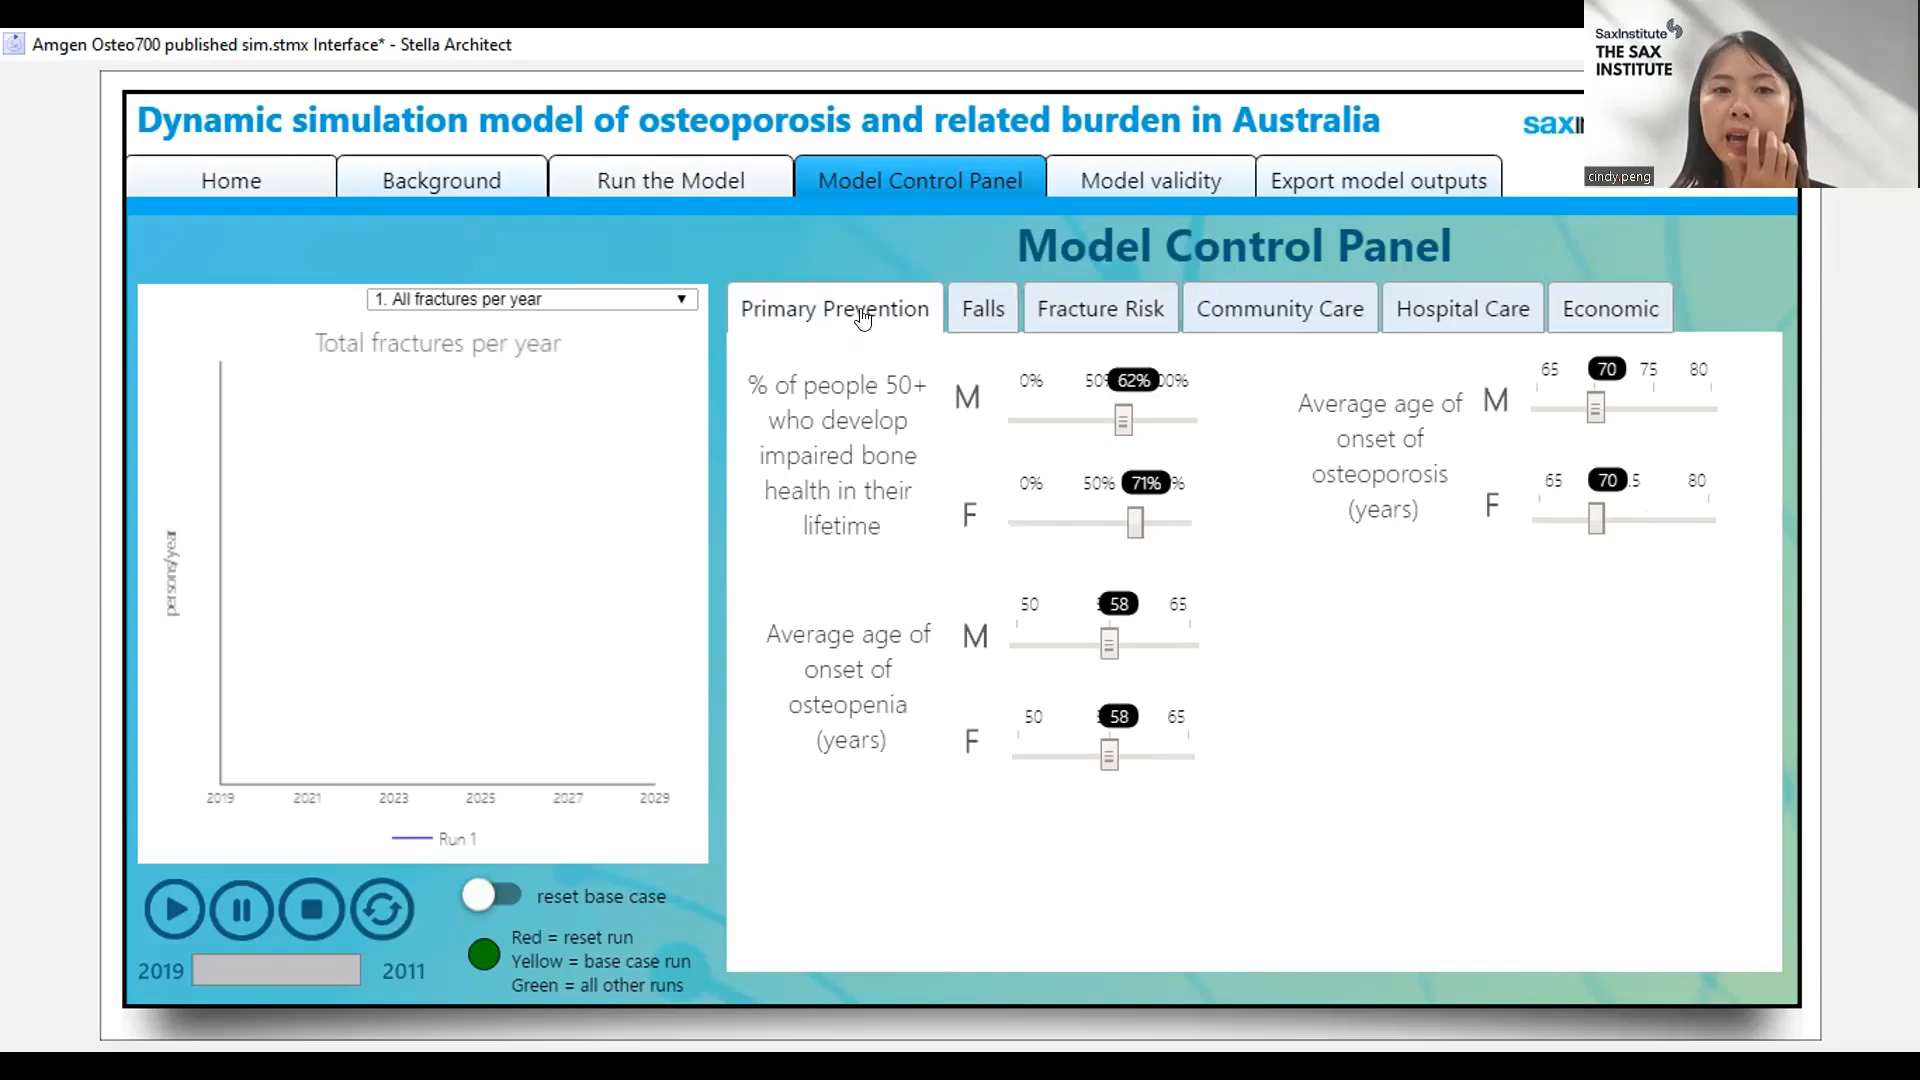 Amgen Osteo700 published sim.stmx Interface* - Stella Architect
SaxInstitute
THE SAX
INSTITUTE
cindy.peng
Dynamic simulation model of osteoporosis and related burden in Australia
Home
Background
Run the Model
Model Control Panel
Model validity
Export model outputs
Model Control Panel
1. All fractures per year
Total fractures per year
persons/year
2019 2021 2023 2025 2027 2029
Run 1
reset base case
Red = reset run
Yellow = base case run
Green = all other runs
2019
2011
Primary Prevention
Falls
Fracture Risk
Community Care
Hospital Care
Economic
% of people 50+
who develop
impaired bone
health in their
lifetime
M
0% 62%
F
0% 50% 71%
Average age of
onset of
osteopenia
(years)
M
50 58 65
F
50 58 65
Average age of
onset of
osteoporosis
(years)
M
65 70 75 80
F
65 70 80